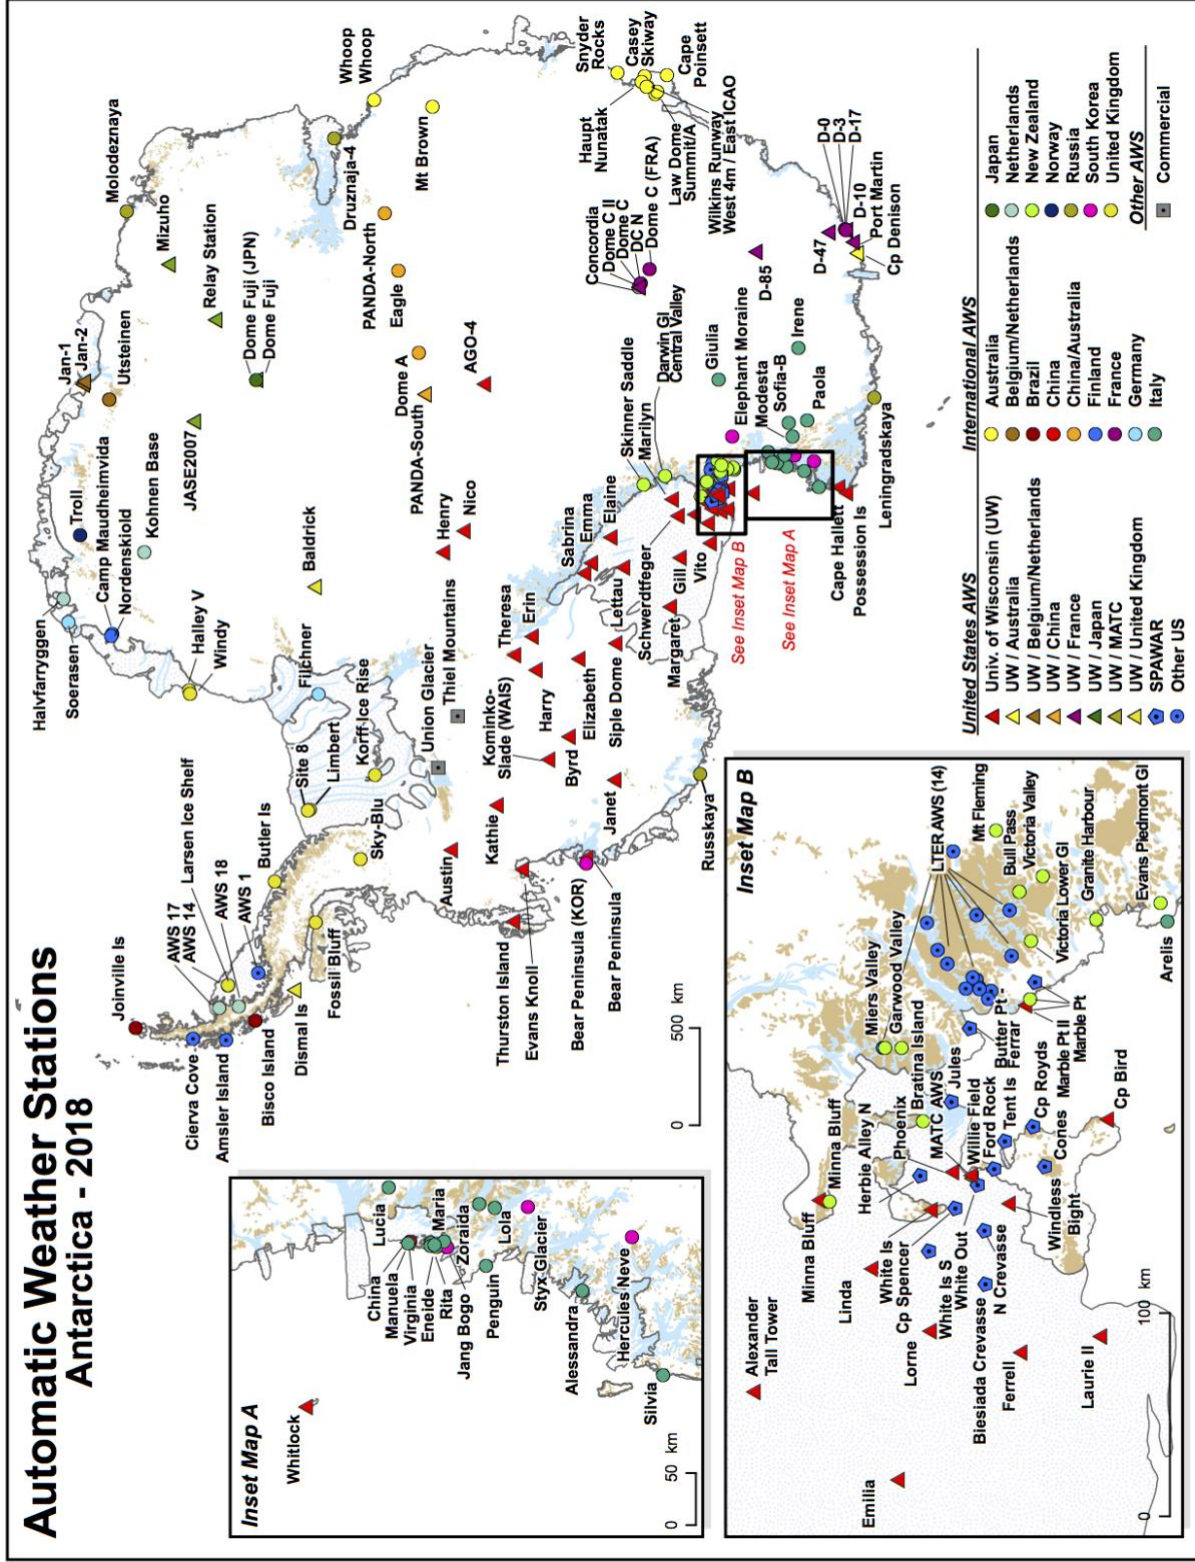 Automatic Weather Stations
Antarctica - 2018
Joinville Is
AWS 17
AWS 14
Larsen Ice Shelf
AWS 18
AWS 1
Butler Is
Cierva Cove
Amsler Island
Bisco Island
Dismal Is
Fossil Bluff
Sky-Blu
Site 8
Limbert
Korff Ice Rise
Filchner
Union Glacier
Thiel Mountains
Halvfarryggen
Soerasen
Troll
Camp Maudheimvida
Nordenskiold
Kohnen Base
Halley V
Windy
Baldrick
Jan-1
Jan-2
Utsteinen
JASE2007
Molodeznaya
Mizuho
Relay Station
Dome Fuji (JPN)
Dome Fuji
Druznaja-4
Whoop
Whoop
Mt Brown
PANDA-North
Eagle
Dome A
PANDA-South
AGO-4
Henry
Nico
Austin
Kathie
Kominko-
Slade (WAIS)
Theresa
Erin
Harry
Byrd
Elizabeth
Siple Dome
Janet
Thurston Island
Evans Knoll
Bear Peninsula (KOR)
Bear Peninsula
Russkaya
Sabrina
Emma
Elaine
Lettau
Schwerdtfeger
Margaret
Gill
Vito
Skinner Saddle
Marilyn
Darwin Gl
Central Valley
Giulia
Elephant Moraine
Modesta
Sofia-B
Irene
Paola
Cape Hallett
Possession Is
Leningradskaya
See Inset Map B
See Inset Map A
Snyder
Rocks
Casey
Skiway
Cape
Poinsett
Haupt
Nunatak
Law Dome
Summit/A
Wilkins Runway
West 4m / East ICAO
Concordia
Dome C II
Dome C
DC N
Dome C (FRA)
D-85
D-47
D-0
D-3
D-17
D-10
Port Martin
Cp Denison
0
500 km
Inset Map A
Whitlock
Lucia
China
Manuela
Virginia
Eneide
Rita
Maria
Jang Bogo
Zoraida
Lola
Penguin
Styx Glacier
Alessandra
Hercules Neve
Silvia
0
50 km
Inset Map B
Alexander
Tall Tower
Emilia
Minna Bluff
Minna Bluff
Linda
Herbie Alley N
Phoenix
White Is
Cp Spencer
Lorne
White Is S
White Out
Biesiada Crevasse
N Crevasse
Ferrell
Laurie II
Windless
Bight
Miers Valley
Garwood Valley
Bratina Island
MATC AWS
Jules
Willie Field
Ford Rock
Tent Is
Cp Royds
Cones
Cp Bird
Butter Pt -
Ferrar
Marble Pt II
Marble Pt
LTER AWS (14)
Mt Fleming
Bull Pass
Victoria Valley
Victoria Lower Gl
Granite Harbour
Evans Piedmont Gl
Arelis
0
100 km
United States AWS
Univ. of Wisconsin (UW)
UW / Australia
UW / Belgium/Netherlands
UW / China
UW / France
UW / Japan
UW / MATC
UW / United Kingdom
SPAWAR
Other US
International AWS
Australia
Belgium/Netherlands
Brazil
China
China/Australia
Finland
France
Germany
Italy
Japan
Netherlands
New Zealand
Norway
Russia
South Korea
United Kingdom
Other AWS
Commercial